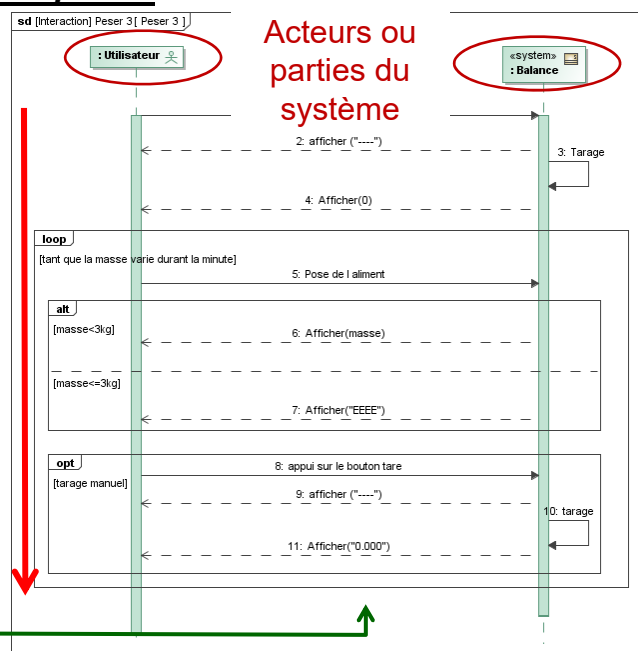 sd [Interaction] Peser 3 [ Peser 3 ]
Acteurs ou
parties du
système
: Utilisateur
«system»
: Balance
2: afficher ("----")
3: Tarage
4: Afficher(0)
loop
[tant que la masse varie durant la minute]
5: Pose de l aliment
alt
[masse<3kg]
6: Afficher(masse)
[masse<=3kg]
7: Afficher("EEEE")
opt
8: appui sur le bouton tare
[tarage manuel]
9: afficher ("----")
10: tarage
11: Afficher("0.000")